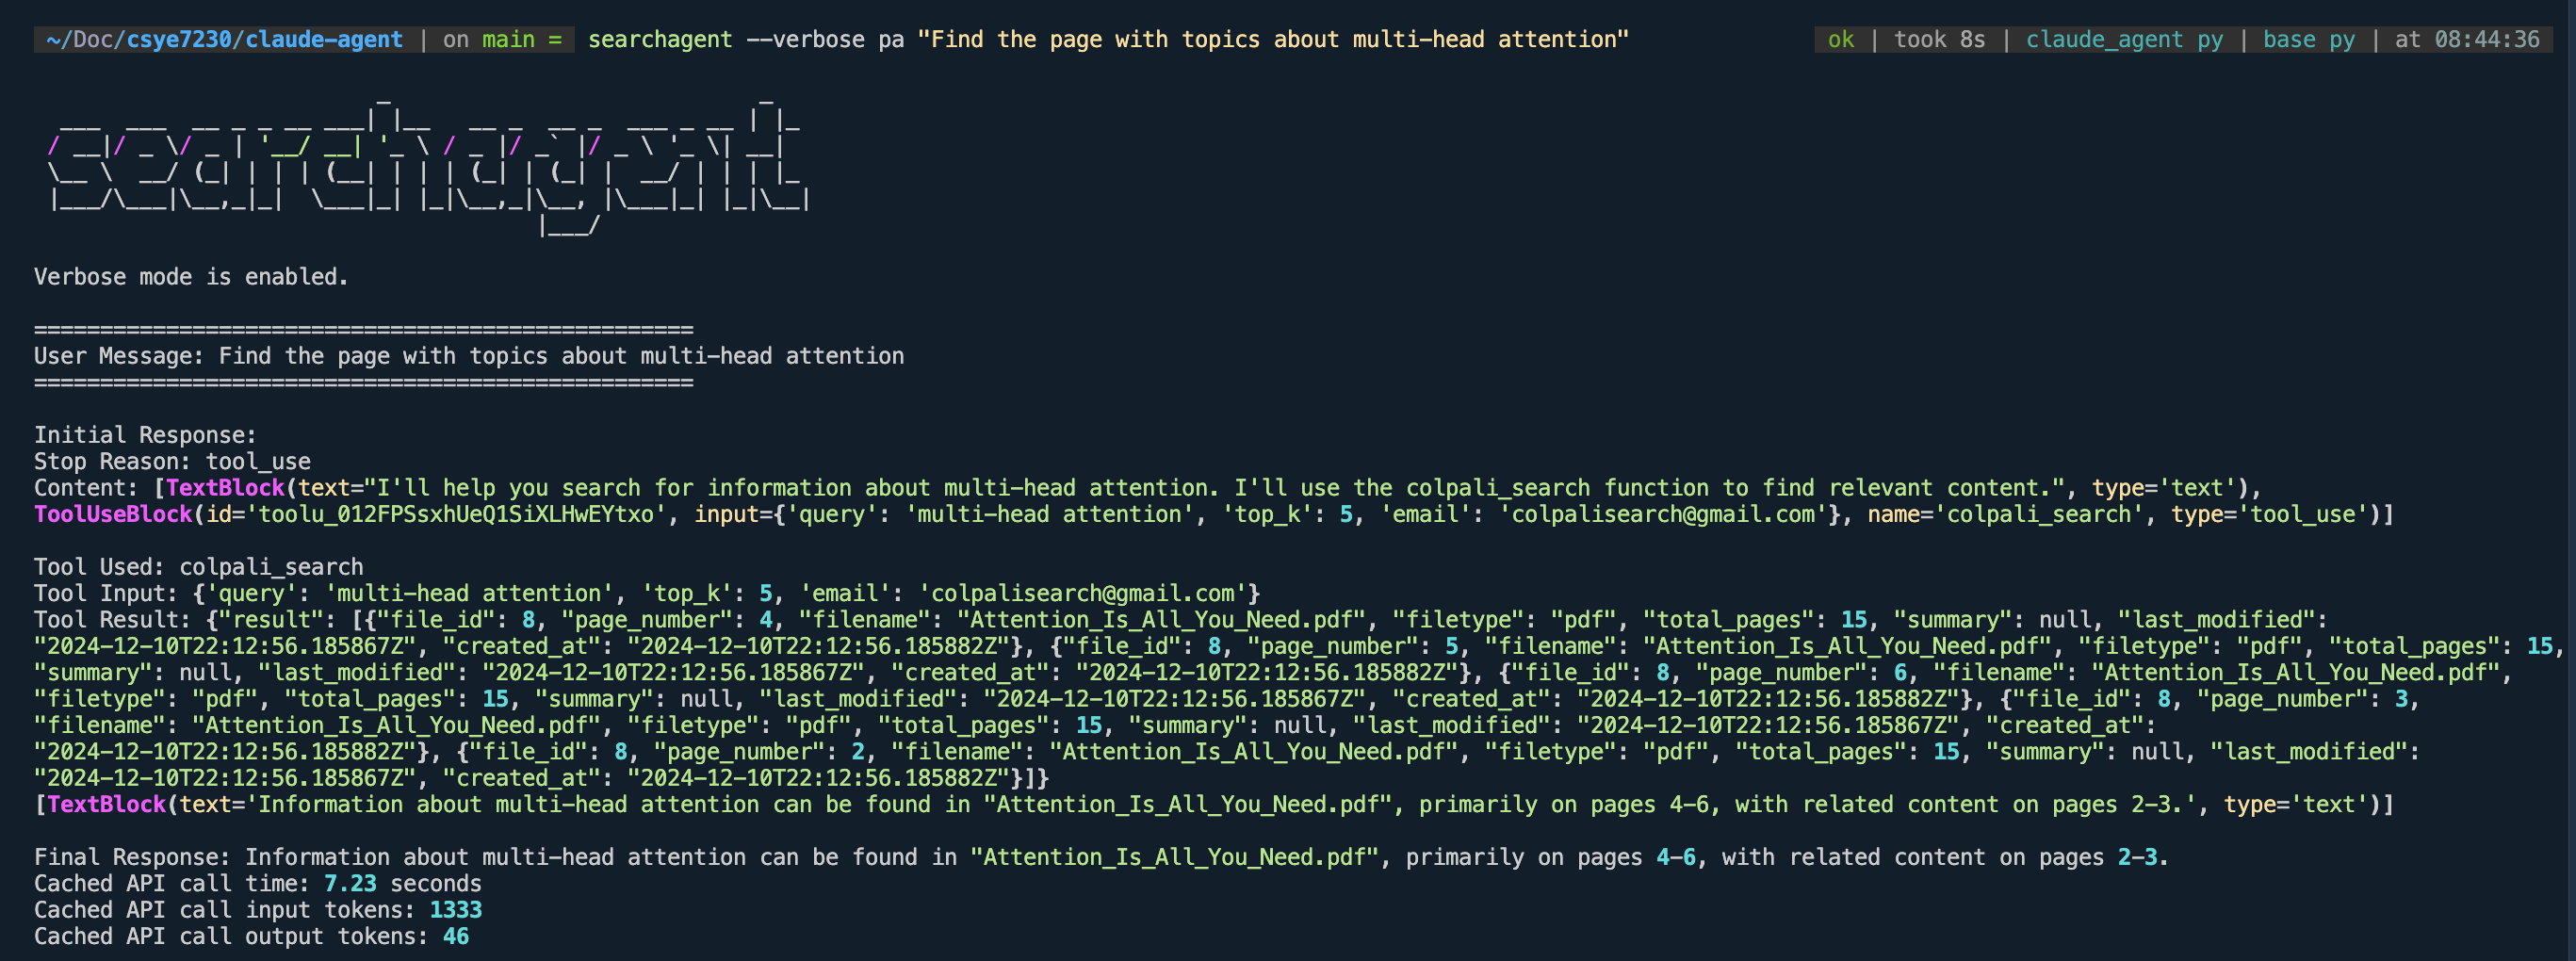 ~/Doc/csye7230/claude-agent | on main = searchagent --verbose pa "Find the page with topics about multi-head attention" ok | took 8s | claude_agent py | base py | at 08:44:36
searchagent
Verbose mode is enabled.
==================================================
User Message: Find the page with topics about multi-head attention
==================================================
Initial Response:
Stop Reason: tool_use
Content: [TextBlock(text="I'll help you search for information about multi-head attention. I'll use the colpali_search function to find relevant content.", type='text'),
ToolUseBlock(id='toolu_012FPSsxhUeQ1SiXLHwEYtxo', input={'query': 'multi-head attention', 'top_k': 5, 'email': 'colpalisearch@gmail.com'}, name='colpali_search', type='tool_use')]
Tool Used: colpali_search
Tool Input: {'query': 'multi-head attention', 'top_k': 5, 'email': 'colpalisearch@gmail.com'}
Tool Result: {"result": [{"file_id": 8, "page_number": 4, "filename": "Attention_Is_All_You_Need.pdf", "filetype": "pdf", "total_pages": 15, "summary": null, "last_modified":
"2024-12-10T22:12:56.185867Z", "created_at": "2024-12-10T22:12:56.185882Z"}, {"file_id": 8, "page_number": 5, "filename": "Attention_Is_All_You_Need.pdf", "filetype": "pdf", "total_pages": 15,
"summary": null, "last_modified": "2024-12-10T22:12:56.185867Z", "created_at": "2024-12-10T22:12:56.185882Z"}, {"file_id": 8, "page_number": 6, "filename": "Attention_Is_All_You_Need.pdf",
"filetype": "pdf", "total_pages": 15, "summary": null, "last_modified": "2024-12-10T22:12:56.185867Z", "created_at": "2024-12-10T22:12:56.185882Z"}, {"file_id": 8, "page_number": 3,
"filename": "Attention_Is_All_You_Need.pdf", "filetype": "pdf", "total_pages": 15, "summary": null, "last_modified": "2024-12-10T22:12:56.185867Z", "created_at":
"2024-12-10T22:12:56.185882Z"}, {"file_id": 8, "page_number": 2, "filename": "Attention_Is_All_You_Need.pdf", "filetype": "pdf", "total_pages": 15, "summary": null, "last_modified":
"2024-12-10T22:12:56.185867Z", "created_at": "2024-12-10T22:12:56.185882Z"}]}
[TextBlock(text='Information about multi-head attention can be found in "Attention_Is_All_You_Need.pdf", primarily on pages 4-6, with related content on pages 2-3.', type='text')]
Final Response: Information about multi-head attention can be found in "Attention_Is_All_You_Need.pdf", primarily on pages 4-6, with related content on pages 2-3.
Cached API call time: 7.23 seconds
Cached API call input tokens: 1333
Cached API call output tokens: 46